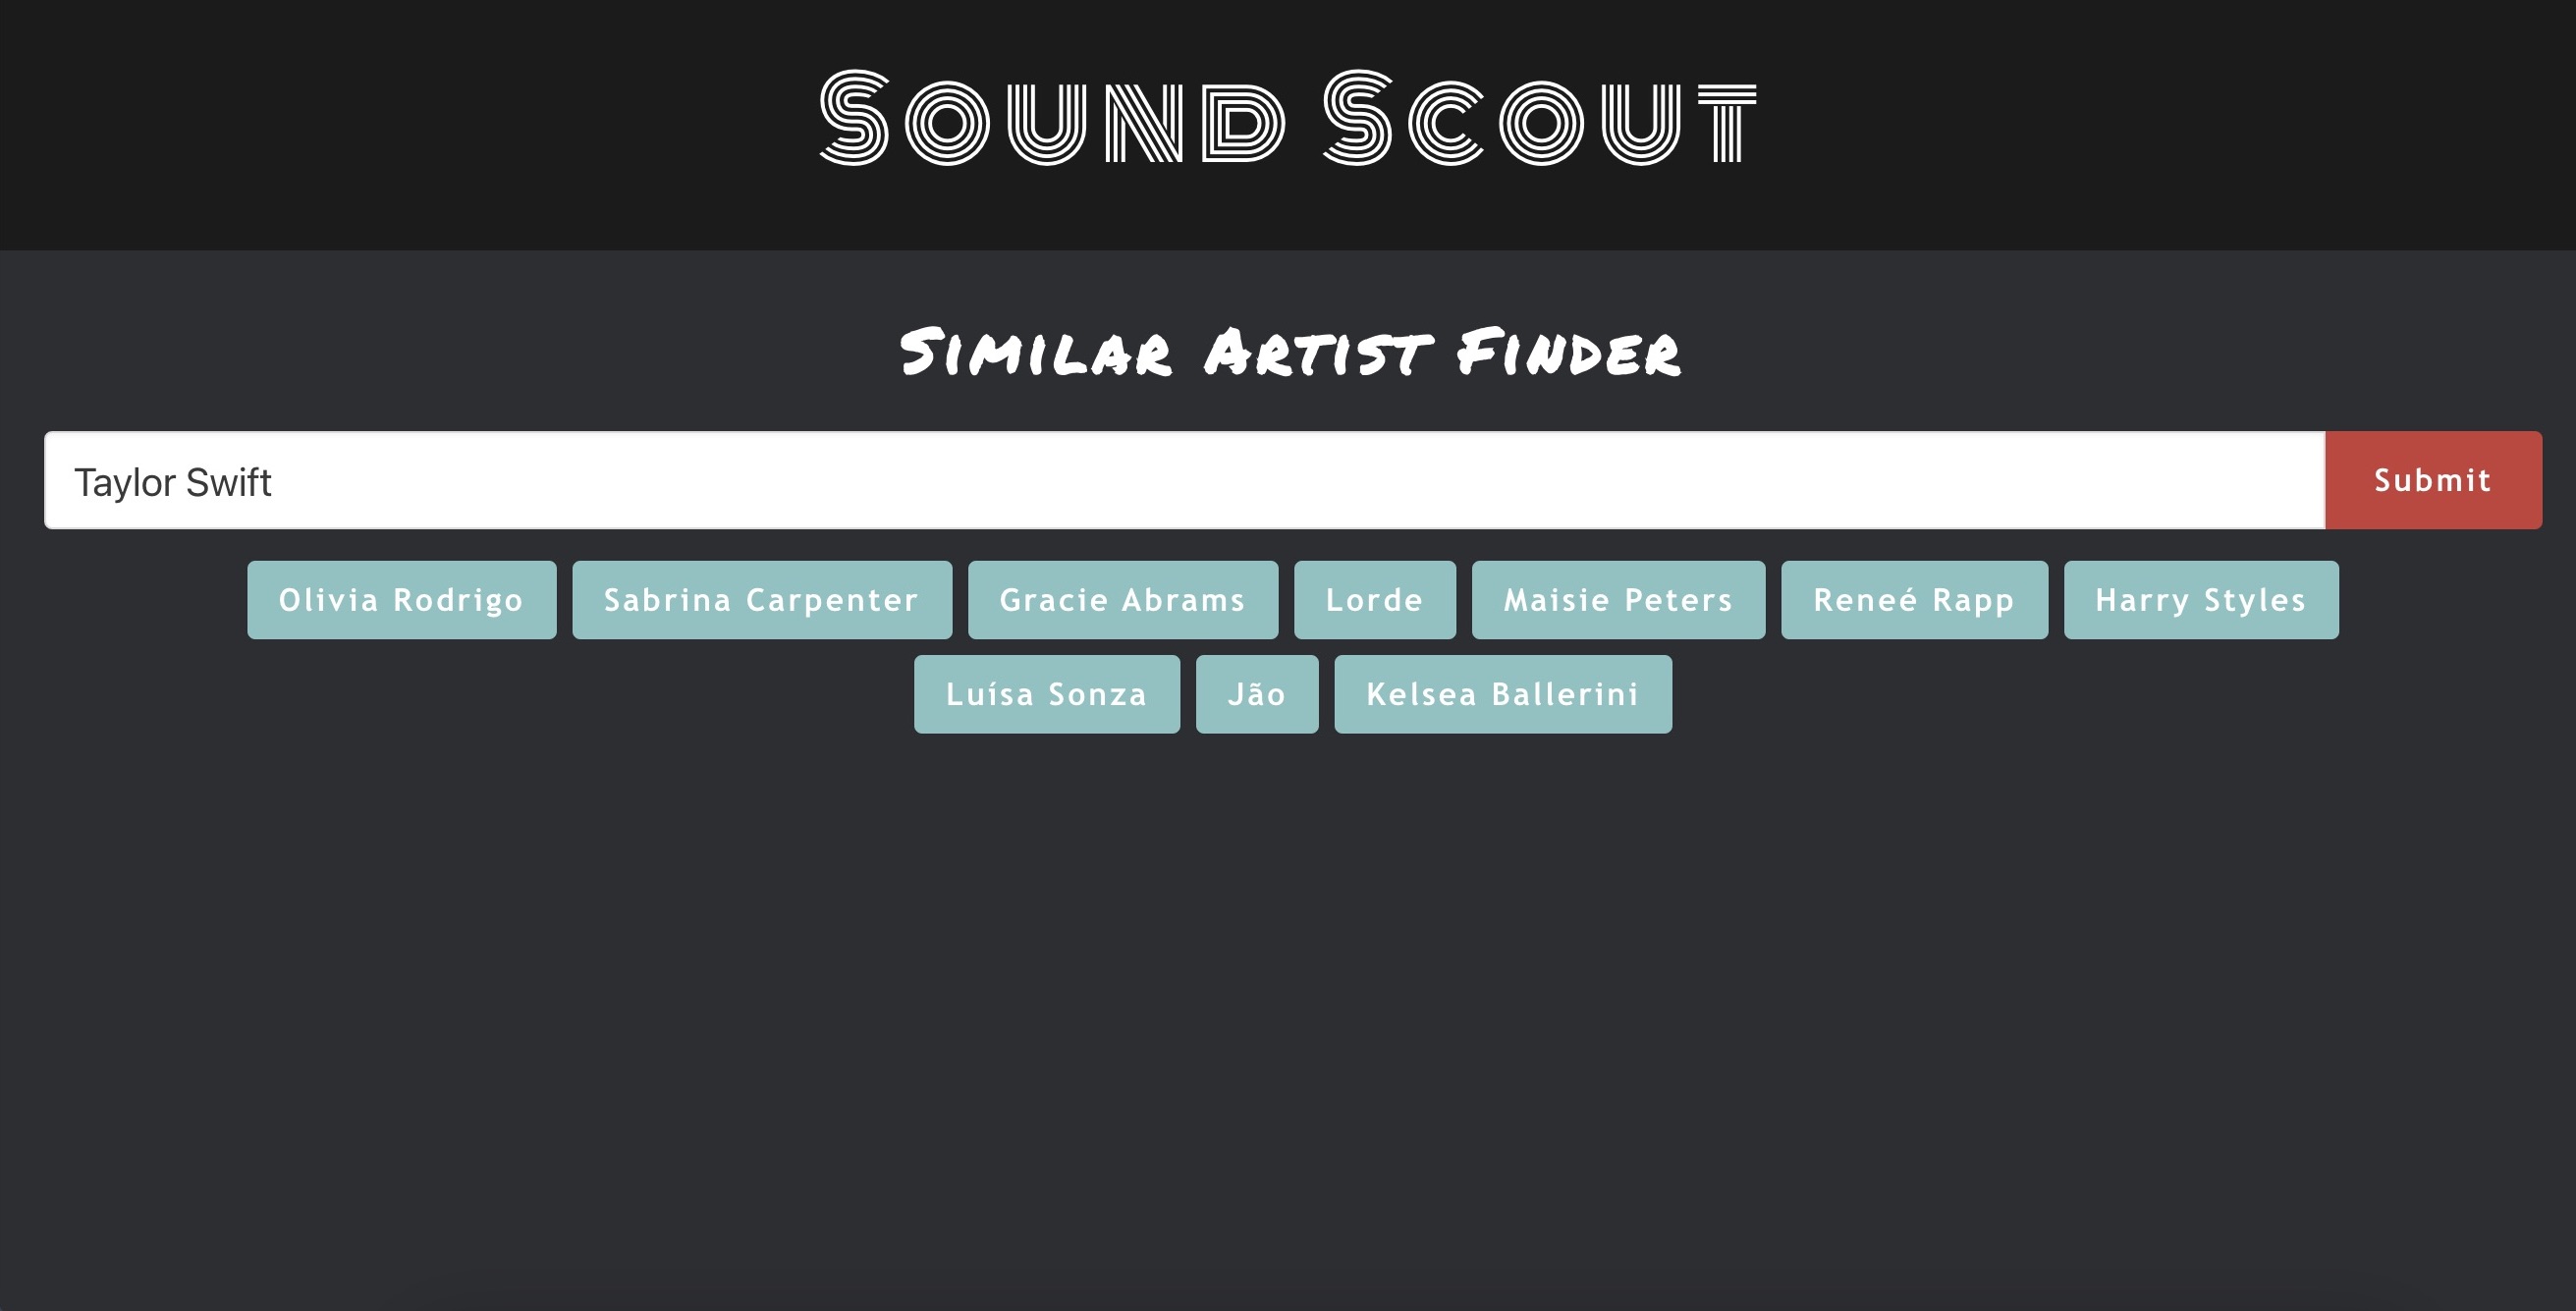 Sound Scout
Similar Artist Finder
Taylor Swift Submit
Olivia Rodrigo Sabrina Carpenter Gracie Abrams Lorde Maisie Peters Reneé Rapp Harry Styles
Luísa Sonza Jão Kelsea Ballerini